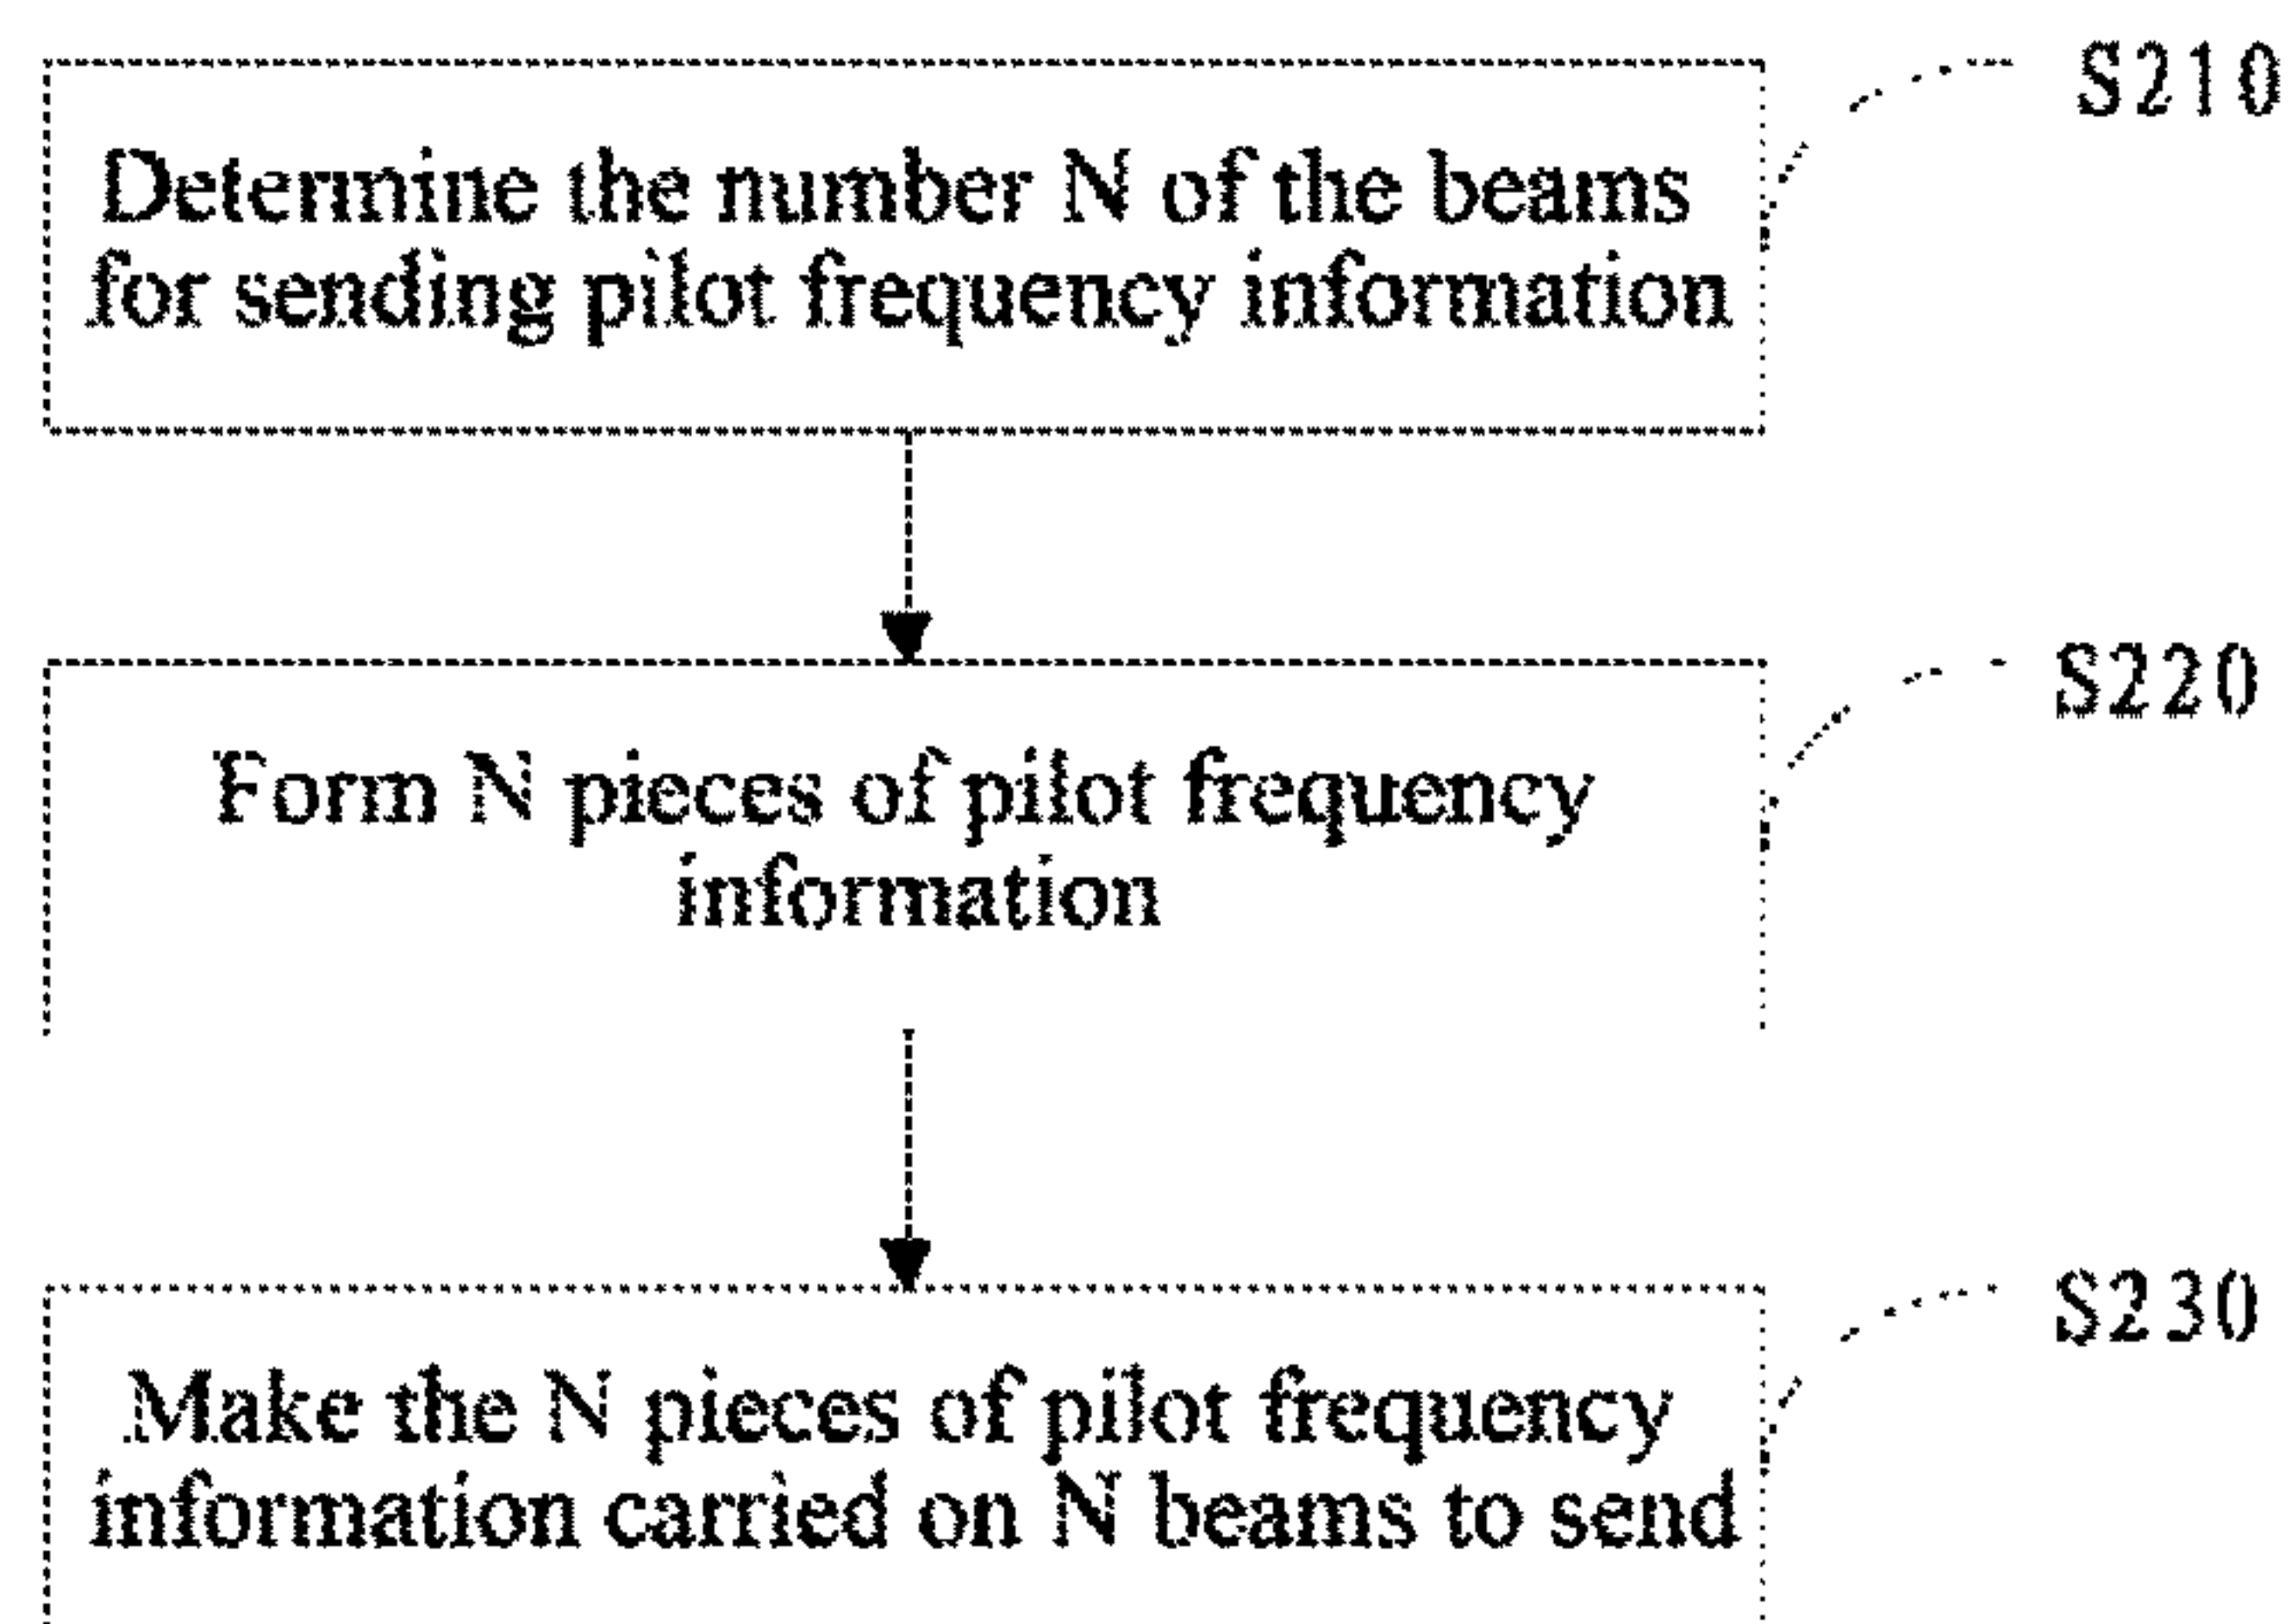 S210
Determine the number N of the beams
for sending pilot frequency information
S220
Form N pieces of pilot frequency
information
S230
Make the N pieces of pilot frequency
information carried on N beams to send